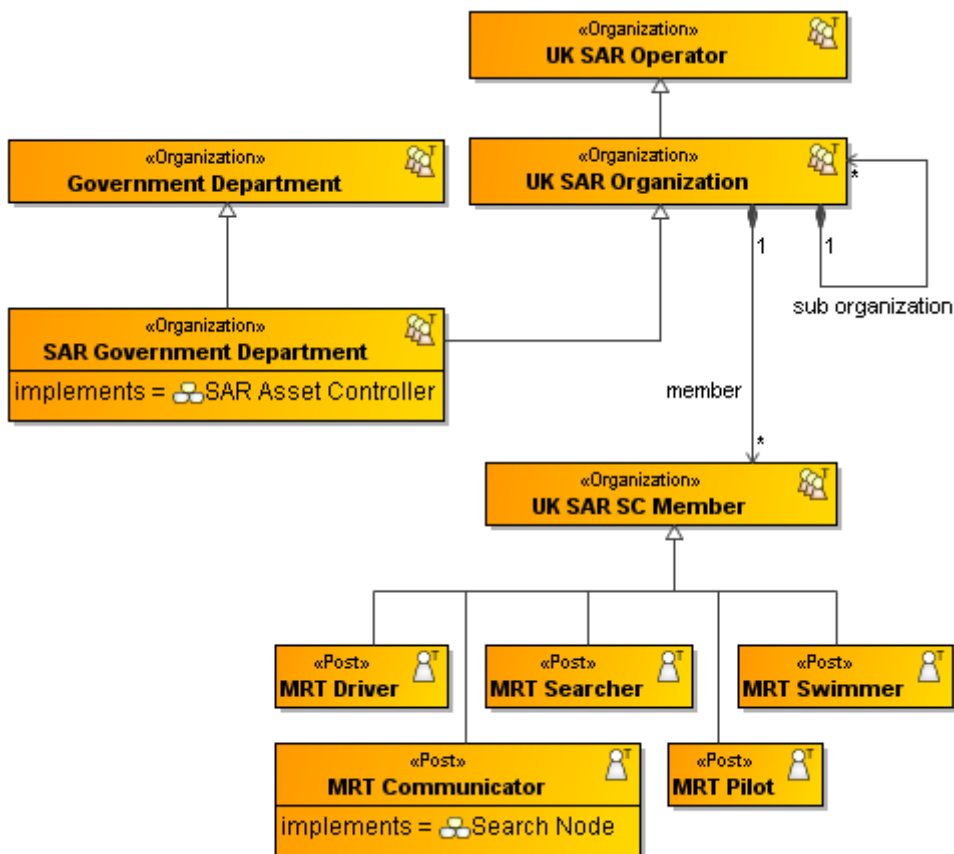 «Organization»
UK SAR Operator
«Organization»
Government Department
«Organization»
UK SAR Organization
*
1
1
sub organization
«Organization»
SAR Government Department
implements = SAR Asset Controller
member
*
«Organization»
UK SAR SC Member
«Post»
MRT Driver
«Post»
MRT Searcher
«Post»
MRT Swimmer
«Post»
MRT Communicator
implements = Search Node
«Post»
MRT Pilot